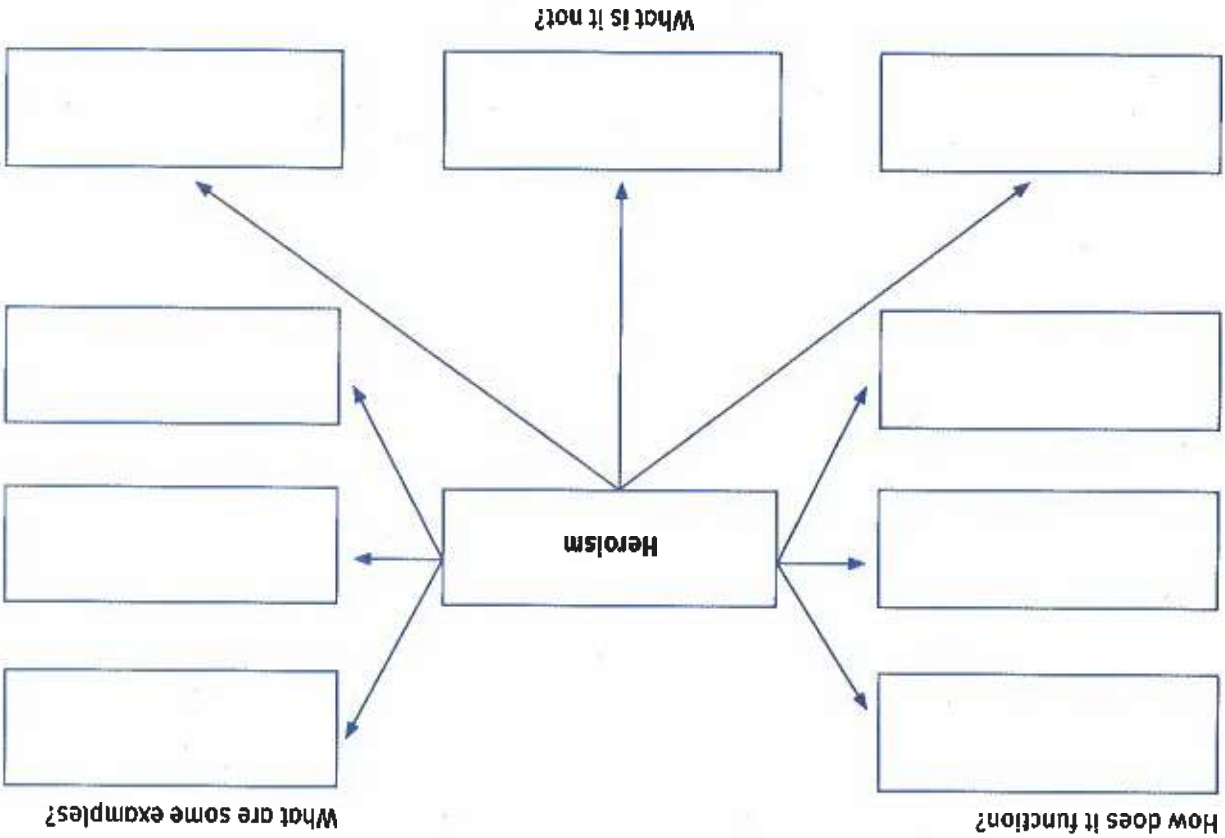 How does it function?
What are some examples?
Heroism
What is it not?